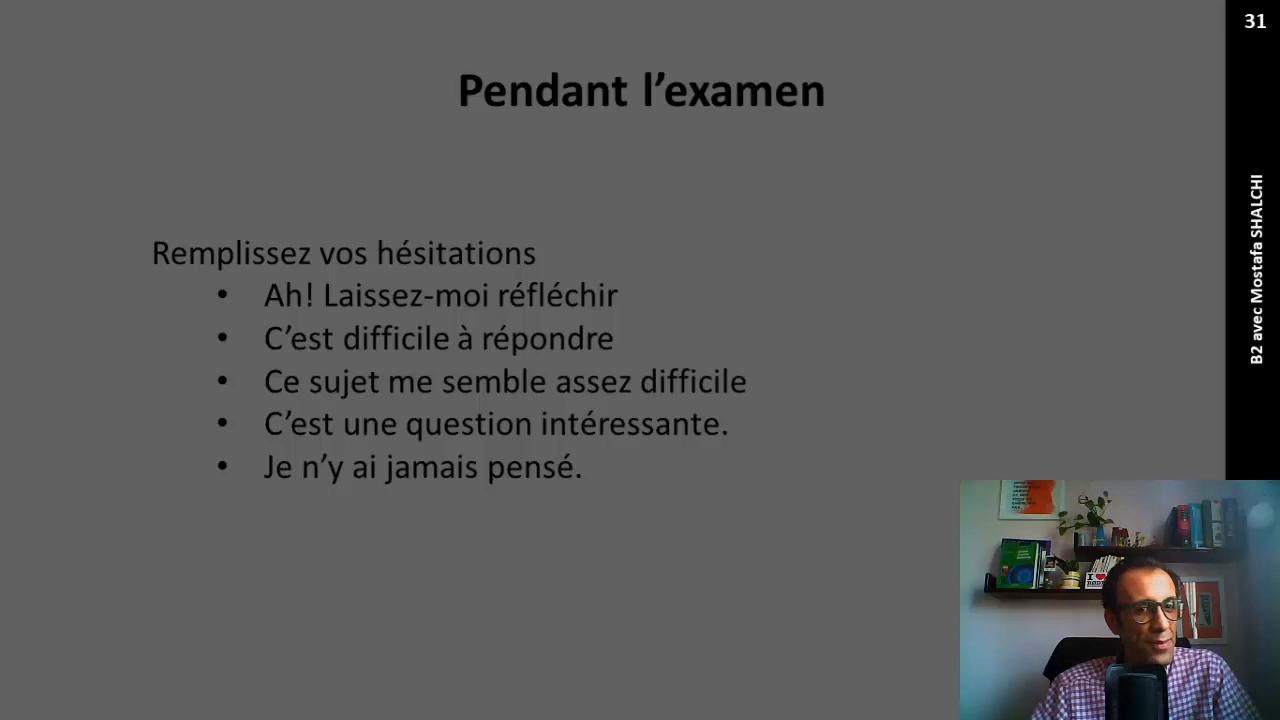 31
Pendant l’examen
B2 avec Mostafa SHALCHI
Remplissez vos hésitations
• Ah! Laissez-moi réfléchir
• C’est difficile à répondre
• Ce sujet me semble assez difficile
• C’est une question intéressante.
• Je n’y ai jamais pensé.